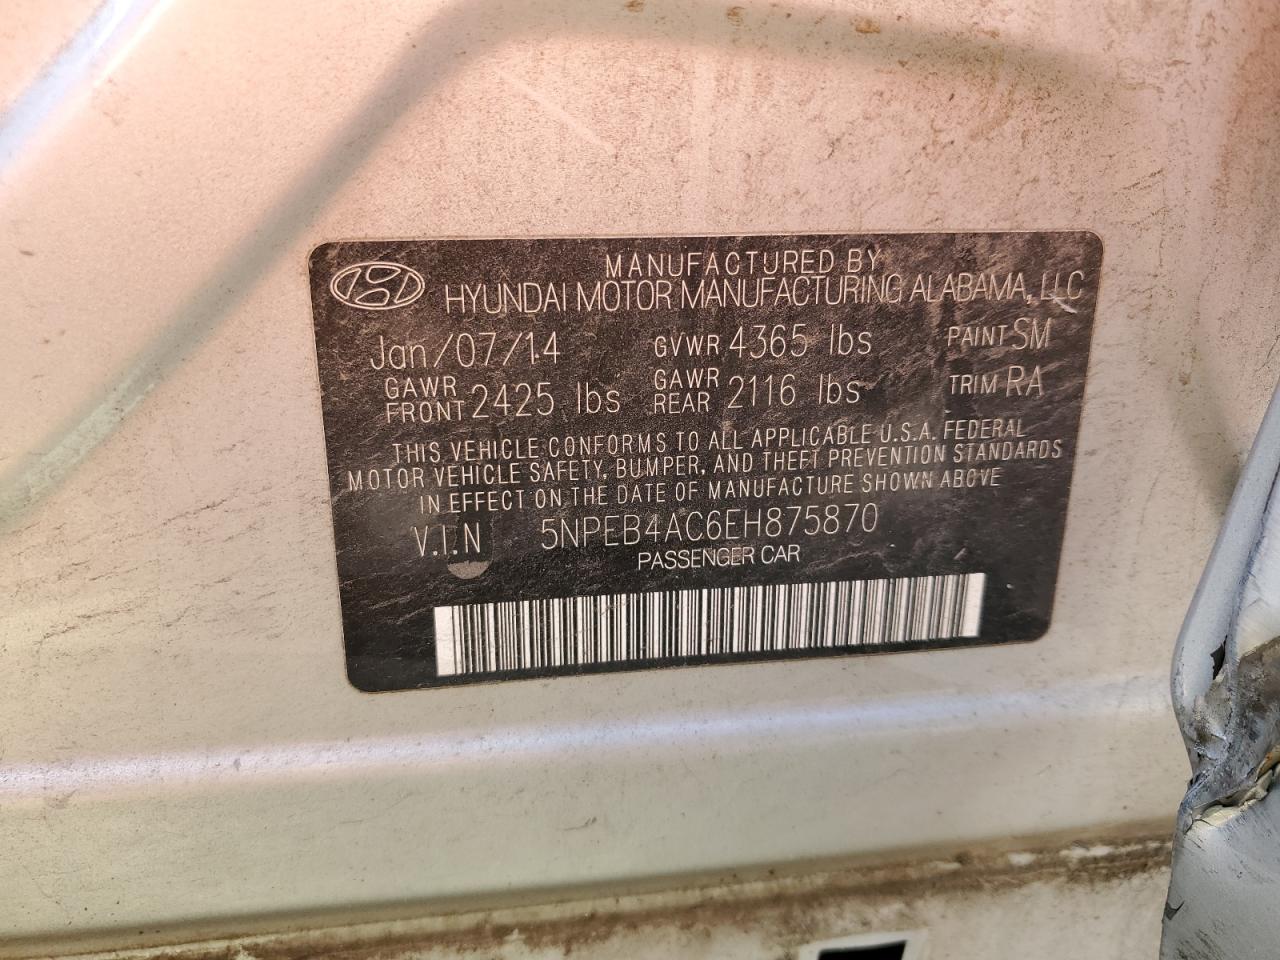 MANUFACTURED BY
HYUNDAI MOTOR MANUFACTURING ALABAMA, LLC
Jan/07/14 GVWR 4365 lbs PAINT SM
GAWR FRONT 2425 lbs GAWR REAR 2116 lbs TRIM RA
THIS VEHICLE CONFORMS TO ALL APPLICABLE U.S.A. FEDERAL
MOTOR VEHICLE SAFETY, BUMPER, AND THEFT PREVENTION STANDARDS
IN EFFECT ON THE DATE OF MANUFACTURE SHOWN ABOVE
V.I.N 5NPEB4AC6EH875870
PASSENGER CAR